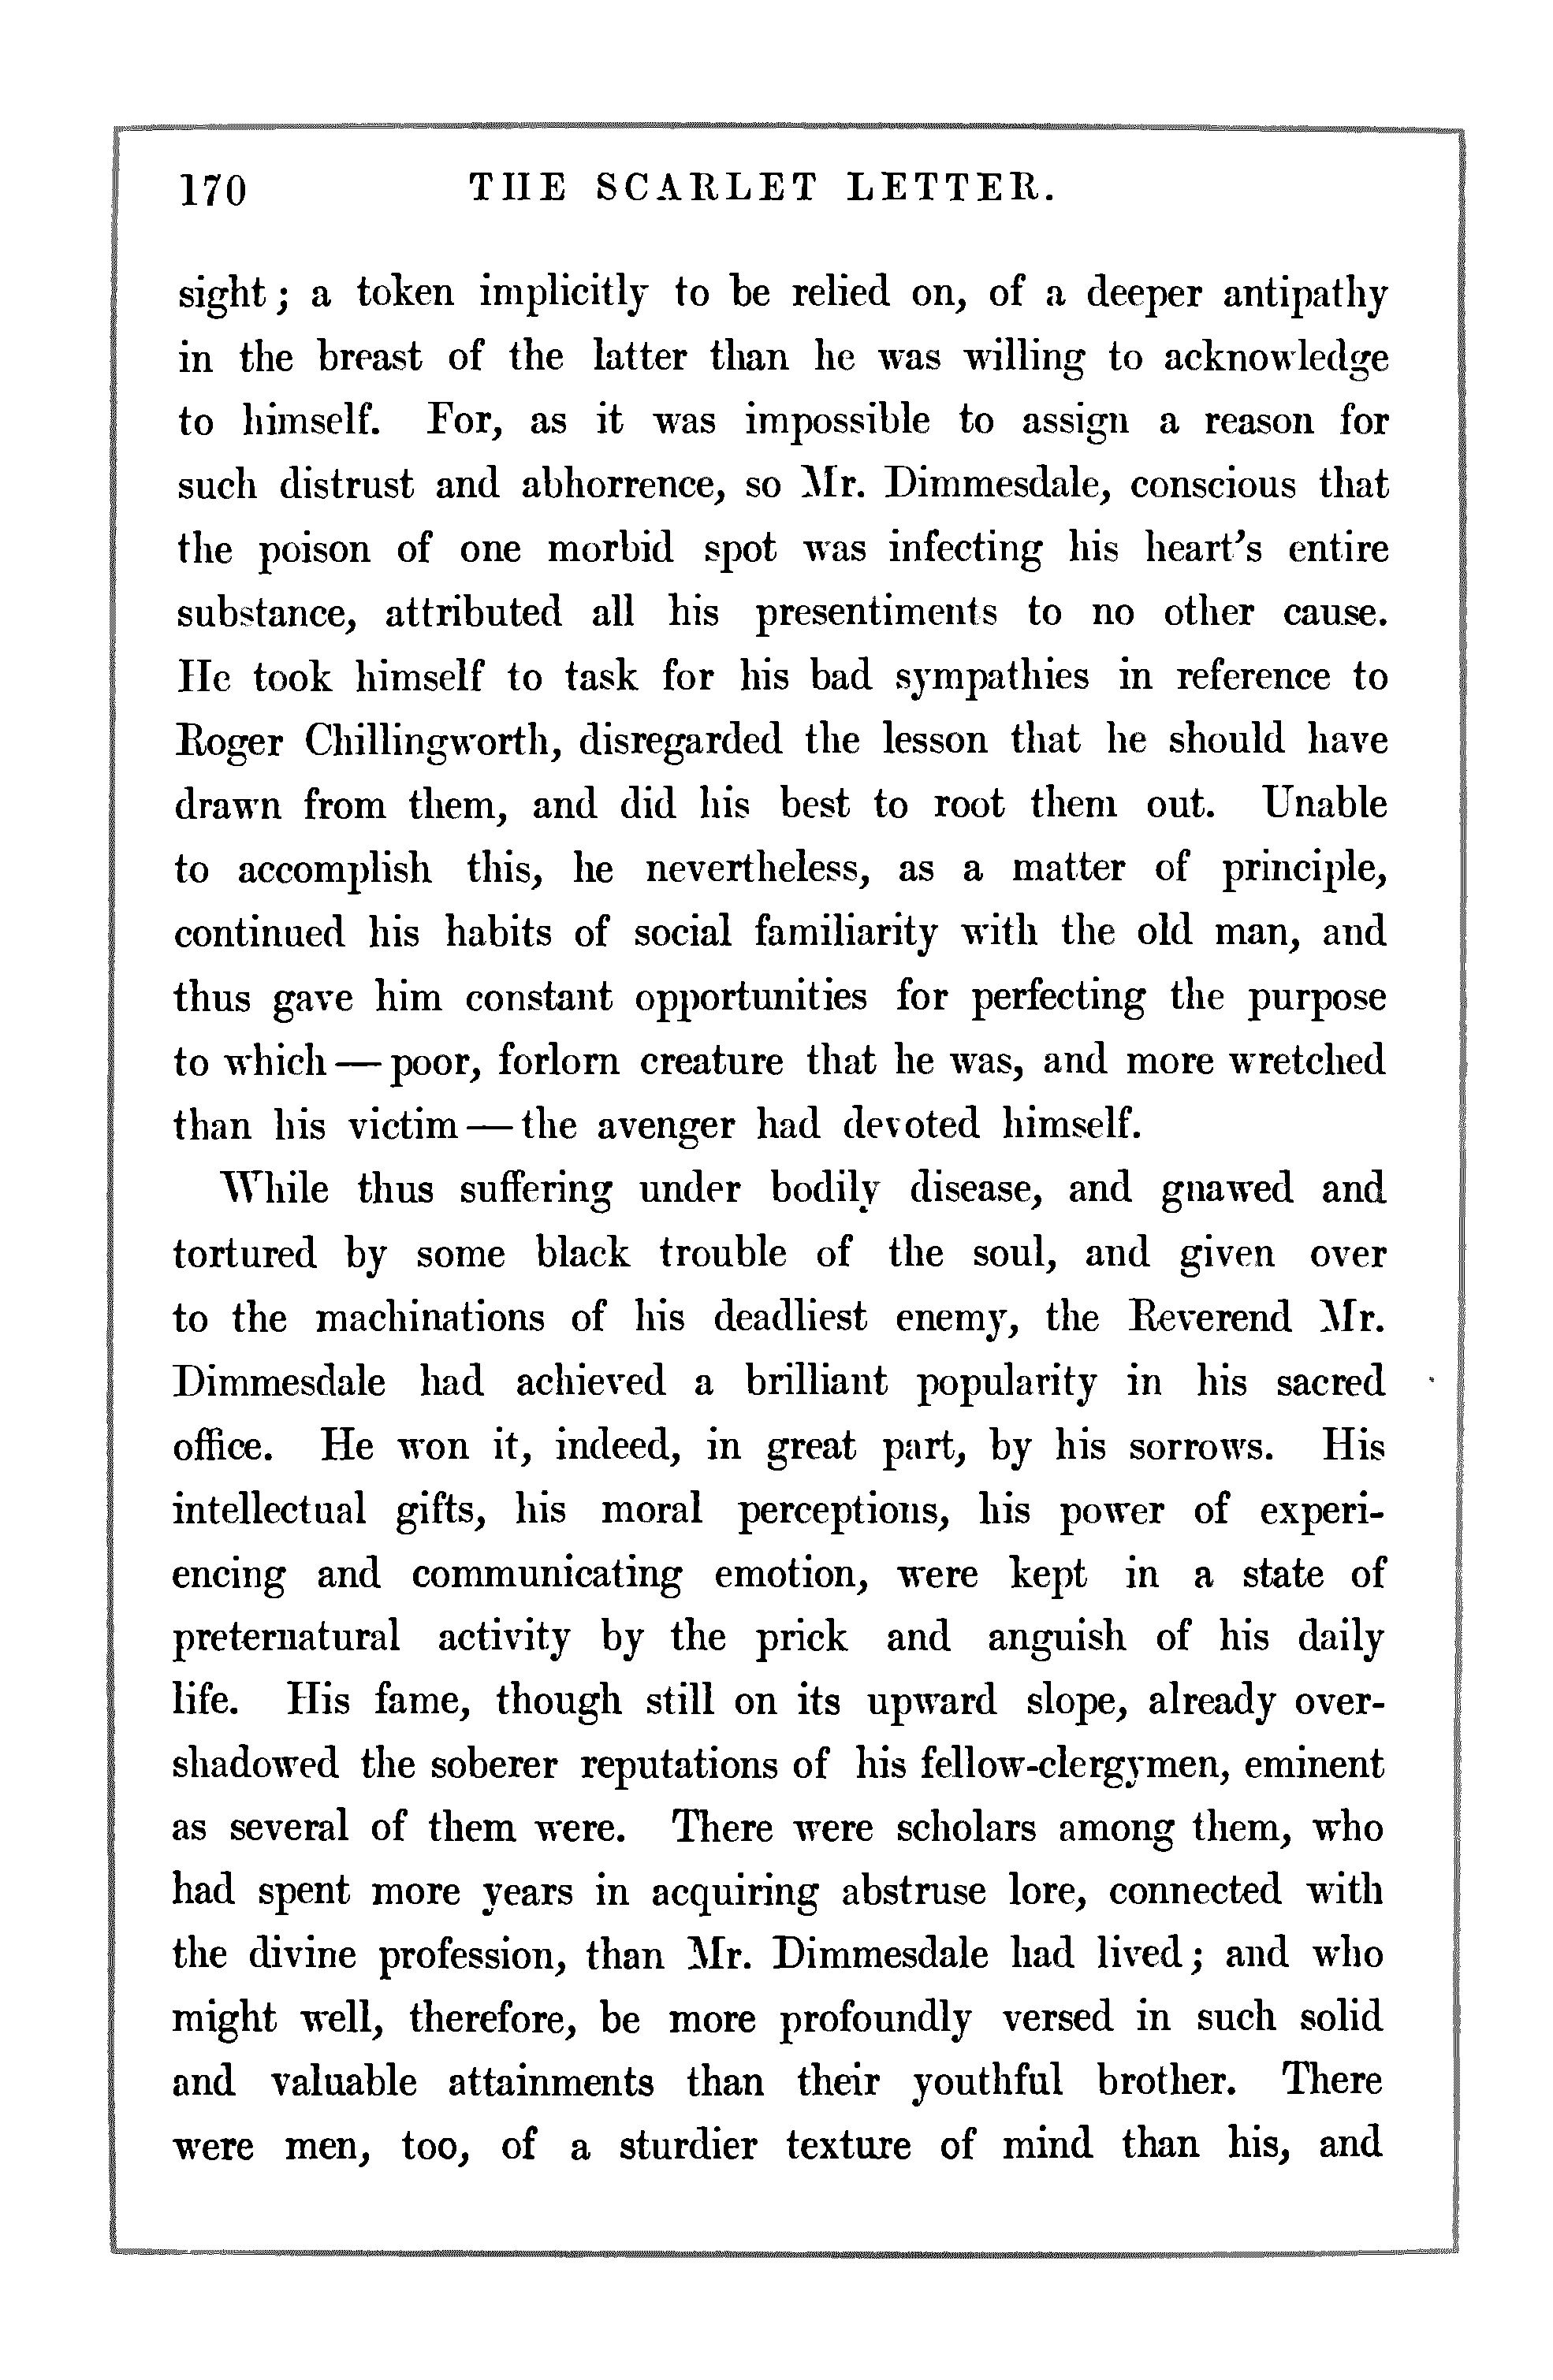 170 THE SCARLET LETTER.
sight; a token implicitly to be relied on, of a deeper antipathy
in the breast of the latter than he was willing to acknowledge
to himself. For, as it was impossible to assign a reason for
such distrust and abhorrence, so Mr. Dimmesdale, conscious that
the poison of one morbid spot was infecting his heart's entire
substance, attributed all his presentiments to no other cause.
He took himself to task for his bad sympathies in reference to
Roger Chillingworth, disregarded the lesson that he should have
drawn from them, and did his best to root them out. Unable
to accomplish this, he nevertheless, as a matter of principle,
continued his habits of social familiarity with the old man, and
thus gave him constant opportunities for perfecting the purpose
to which — poor, forlorn creature that he was, and more wretched
than his victim — the avenger had devoted himself.
While thus suffering under bodily disease, and gnawed and
tortured by some black trouble of the soul, and given over
to the machinations of his deadliest enemy, the Reverend Mr.
Dimmesdale had achieved a brilliant popularity in his sacred
office. He won it, indeed, in great part, by his sorrows. His
intellectual gifts, his moral perceptions, his power of experi-
encing and communicating emotion, were kept in a state of
preternatural activity by the prick and anguish of his daily
life. His fame, though still on its upward slope, already over-
shadowed the soberer reputations of his fellow-clergymen, eminent
as several of them were. There were scholars among them, who
had spent more years in acquiring abstruse lore, connected with
the divine profession, than Mr. Dimmesdale had lived; and who
might well, therefore, be more profoundly versed in such solid
and valuable attainments than their youthful brother. There
were men, too, of a sturdier texture of mind than his, and